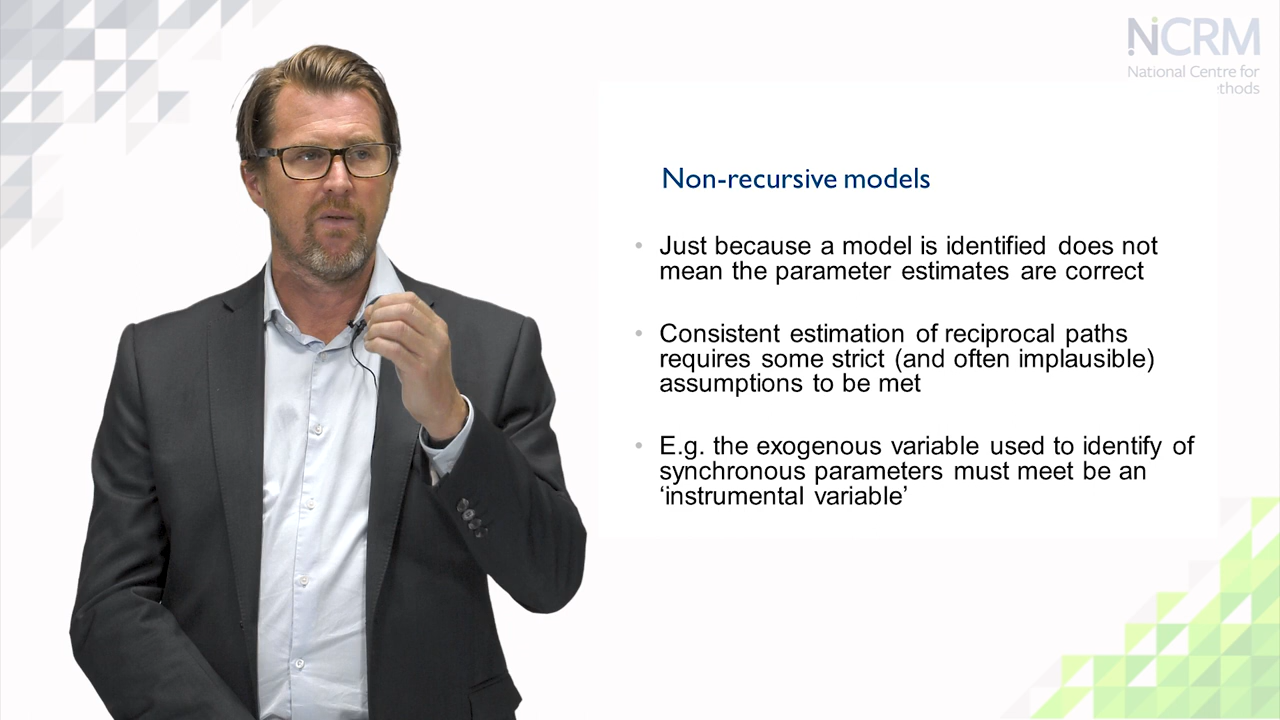 NCRM
National Centre for
thods
Non-recursive models
• Just because a model is identified does not
mean the parameter estimates are correct
• Consistent estimation of reciprocal paths
requires some strict (and often implausible)
assumptions to be met
• E.g. the exogenous variable used to identify of
synchronous parameters must meet be an
‘instrumental variable’